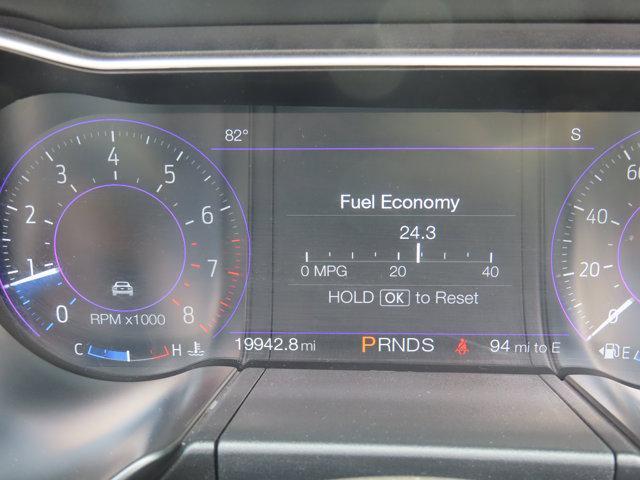 82° S
Fuel Economy
24.3
0 MPG 20 40
HOLD OK to Reset
0 1 2 3 4 5 6 7 8
RPM x1000
C H
19942.8 mi PRNDS 94 mi to E
0 20 40 60
E